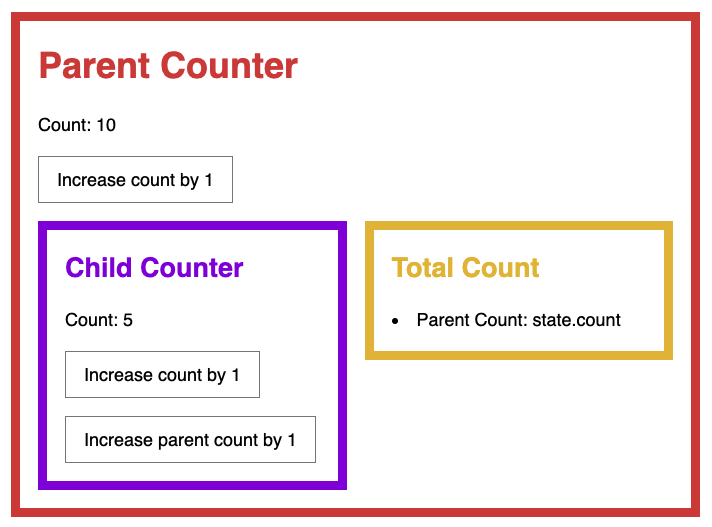 Parent Counter
Count: 10
Increase count by 1
Child Counter
Count: 5
Increase count by 1
Increase parent count by 1
Total Count
• Parent Count: state.count